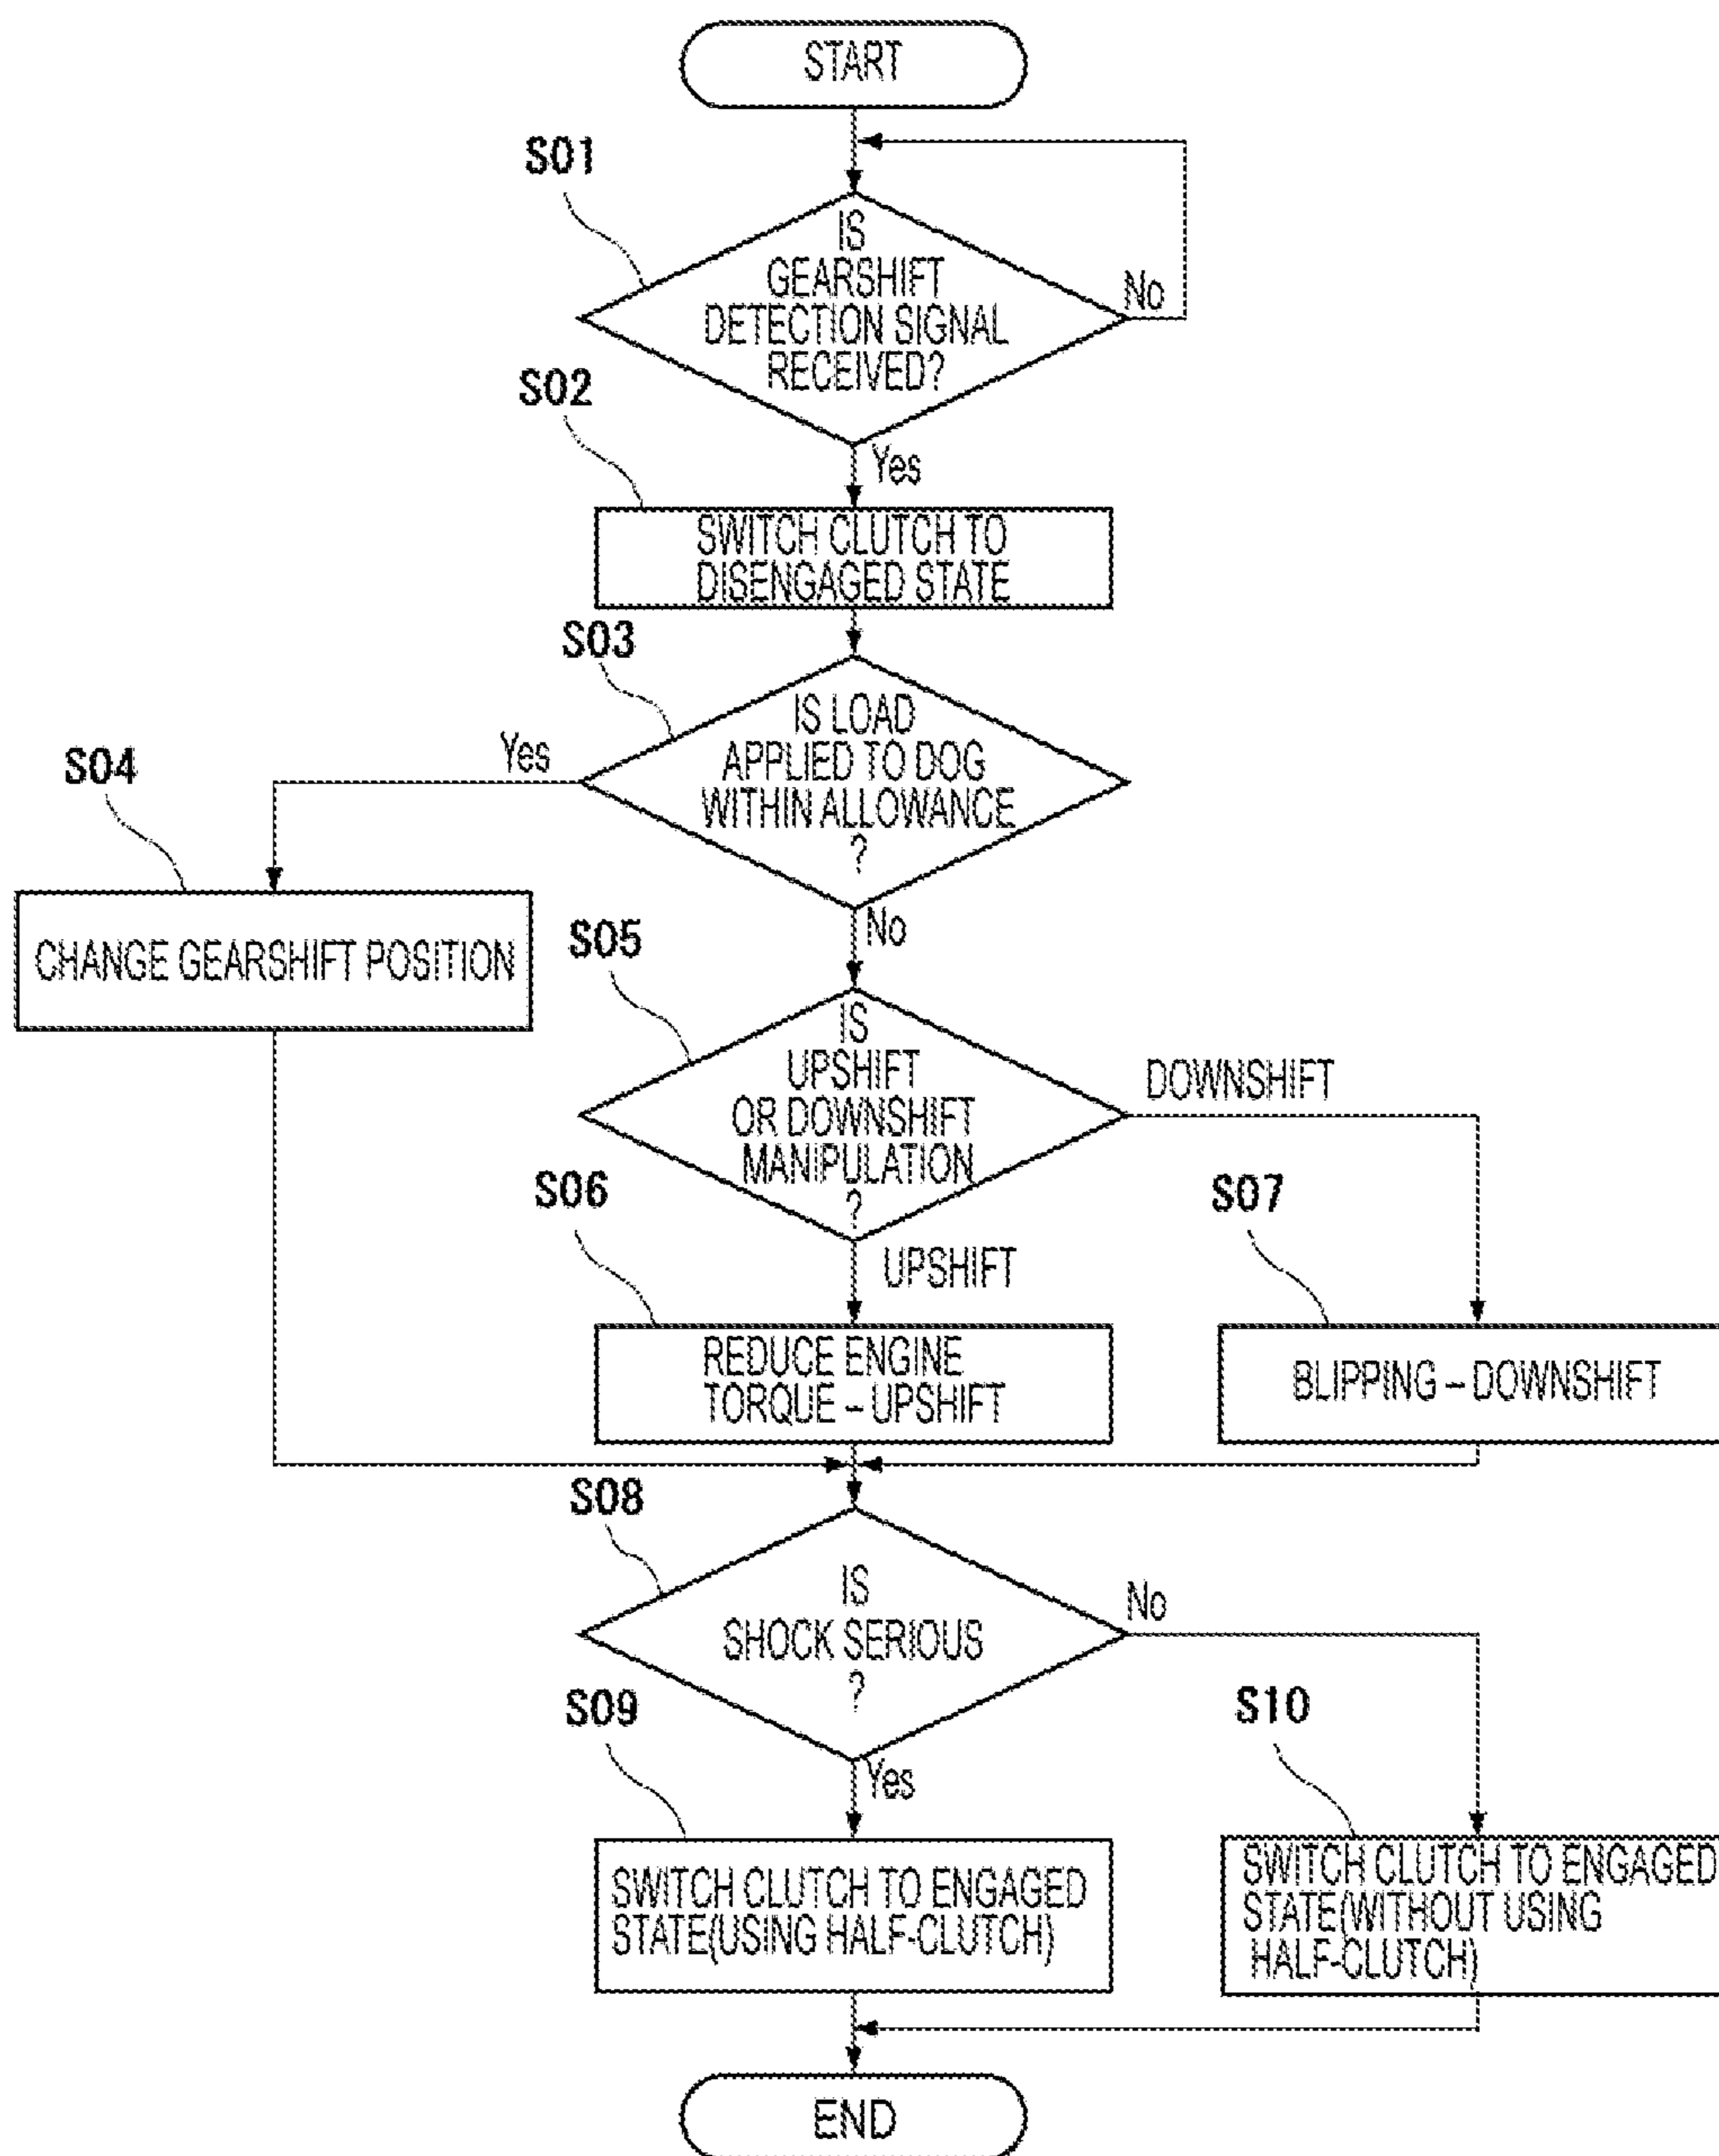 START
S01
IS
GEARSHIFT
DETECTION SIGNAL
RECEIVED?
No
Yes
S02
SWITCH CLUTCH TO
DISENGAGED STATE
S03
IS LOAD
APPLIED TO DOG
WITHIN ALLOWANCE
?
Yes
No
S04
CHANGE GEARSHIFT POSITION
S05
IS
UPSHIFT
OR DOWNSHIFT
MANIPULATION
?
DOWNSHIFT
UPSHIFT
S06
REDUCE ENGINE
TORQUE – UPSHIFT
S07
BLIPPING – DOWNSHIFT
S08
IS
SHOCK SERIOUS
?
No
Yes
S09
SWITCH CLUTCH TO ENGAGED
STATE(USING HALF-CLUTCH)
S10
SWITCH CLUTCH TO ENGAGED
STATE(WITHOUT USING
HALF-CLUTCH)
END